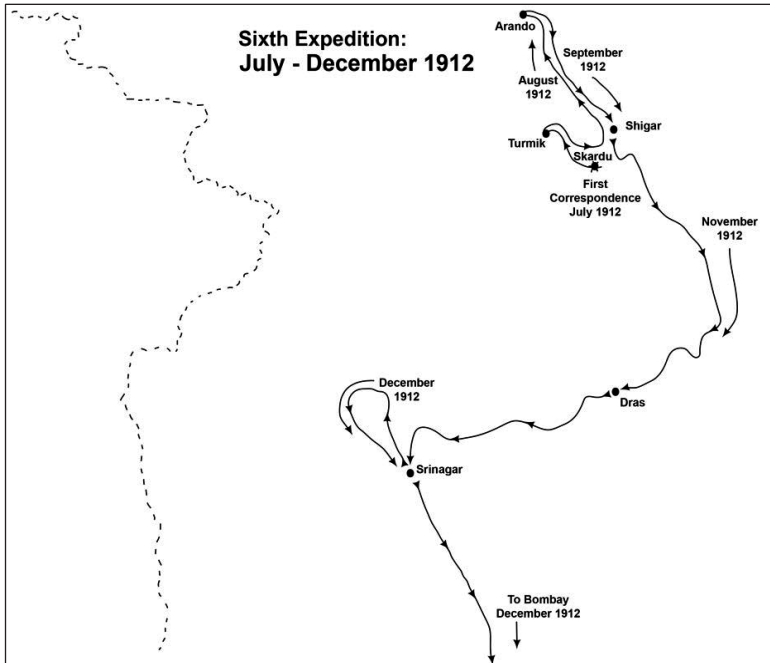 Sixth Expedition:
July - December 1912
Arando
September
1912
August
1912
Shigar
Turmik
Skardu
First
Correspondence
July 1912
November
1912
December
1912
Dras
Srinagar
To Bombay
December 1912